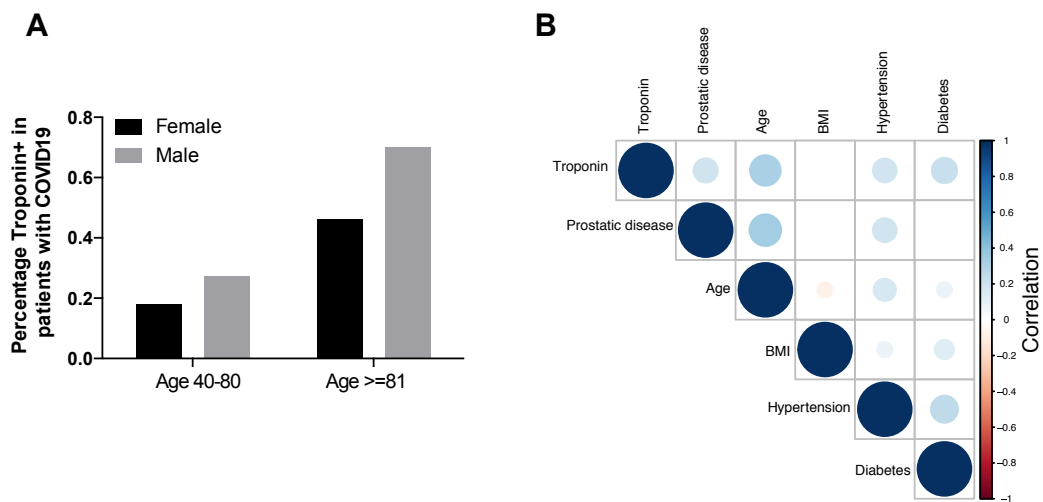 A
Percentage Troponin+ in
patients with COVID19
0.8
0.6
0.4
0.2
0.0
Female
Male
Age 40-80
Age >=81
B
Troponin
Prostatic disease
Age
BMI
Hypertension
Diabetes
Troponin
Prostatic disease
Age
BMI
Hypertension
Diabetes
1
0.8
0.6
0.4
0.2
0
−0.2
−0.4
−0.6
−0.8
−1
Correlation